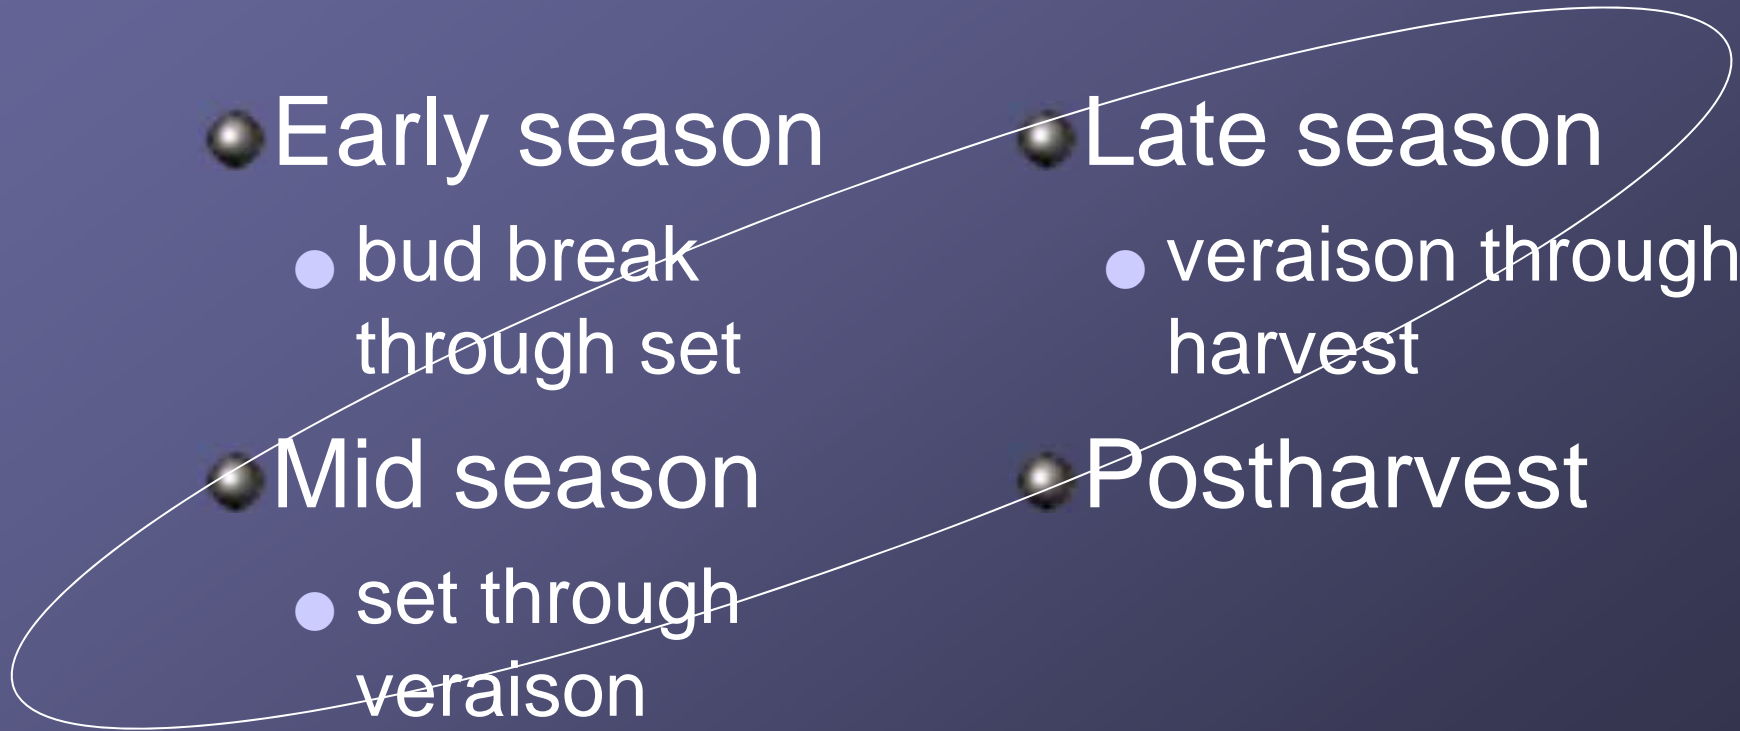 Early season
bud break
through set
Mid season
set through
veraison
Late season
veraison through
harvest
Postharvest